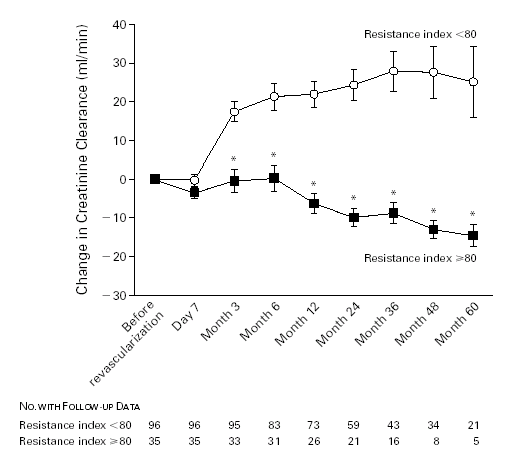 Change in Creatinine Clearance (ml/min)
40
30
20
10
0
−10
−20
−30
Resistance index <80
* * * * * * *
Resistance index ≥80
Before revascularization
Day 7
Month 3
Month 6
Month 12
Month 24
Month 36
Month 48
Month 60
NO. WITH FOLLOW-UP DATA
Resistance index <80 96 96 95 83 73 59 43 34 21
Resistance index ≥80 35 35 33 31 26 21 16 8 5